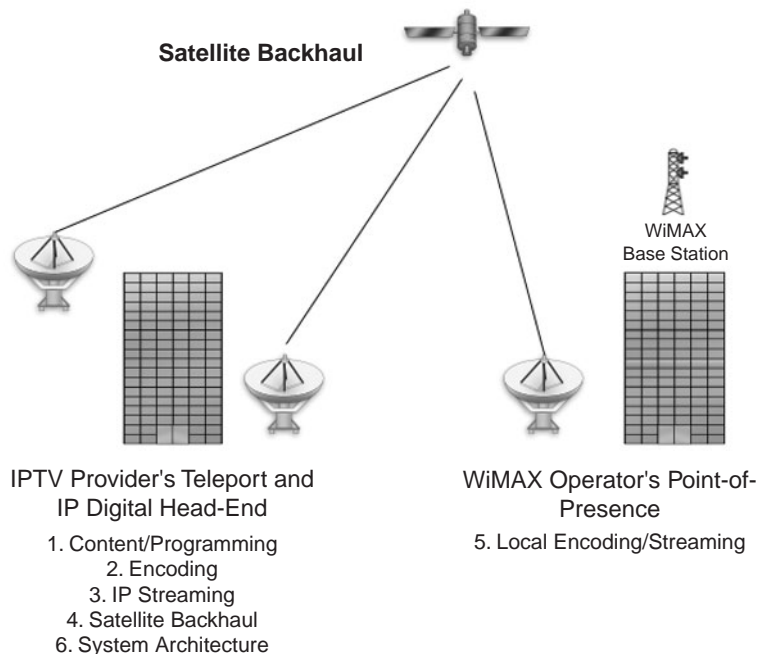 Satellite Backhaul
WiMAX
Base Station
IPTV Provider's Teleport and
IP Digital Head-End
1. Content/Programming
2. Encoding
3. IP Streaming
4. Satellite Backhaul
6. System Architecture
WiMAX Operator's Point-of-
Presence
5. Local Encoding/Streaming